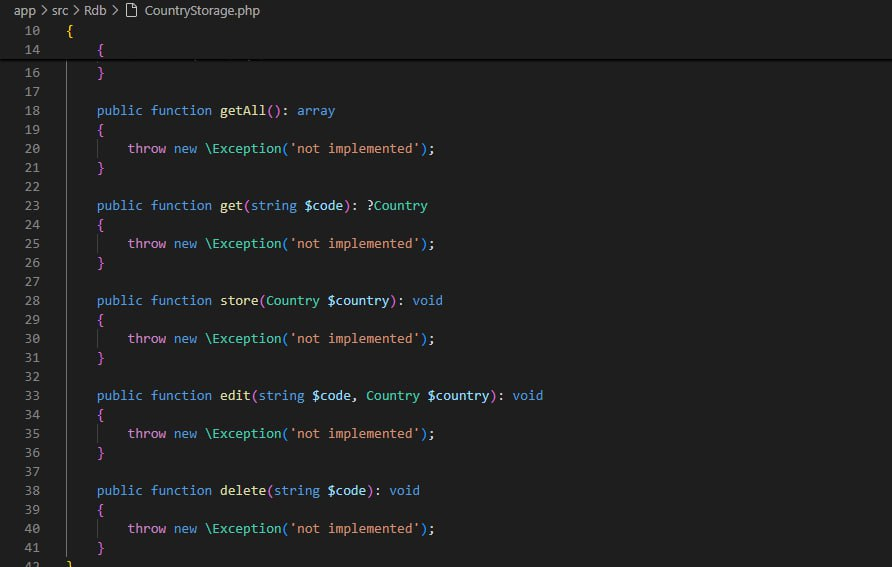 app > src > Rdb > CountryStorage.php
10 {
14 {
16 }
17
18 public function getAll(): array
19 {
20 throw new \Exception('not implemented');
21 }
22
23 public function get(string $code): ?Country
24 {
25 throw new \Exception('not implemented');
26 }
27
28 public function store(Country $country): void
29 {
30 throw new \Exception('not implemented');
31 }
32
33 public function edit(string $code, Country $country): void
34 {
35 throw new \Exception('not implemented');
36 }
37
38 public function delete(string $code): void
39 {
40 throw new \Exception('not implemented');
41 }
42 }